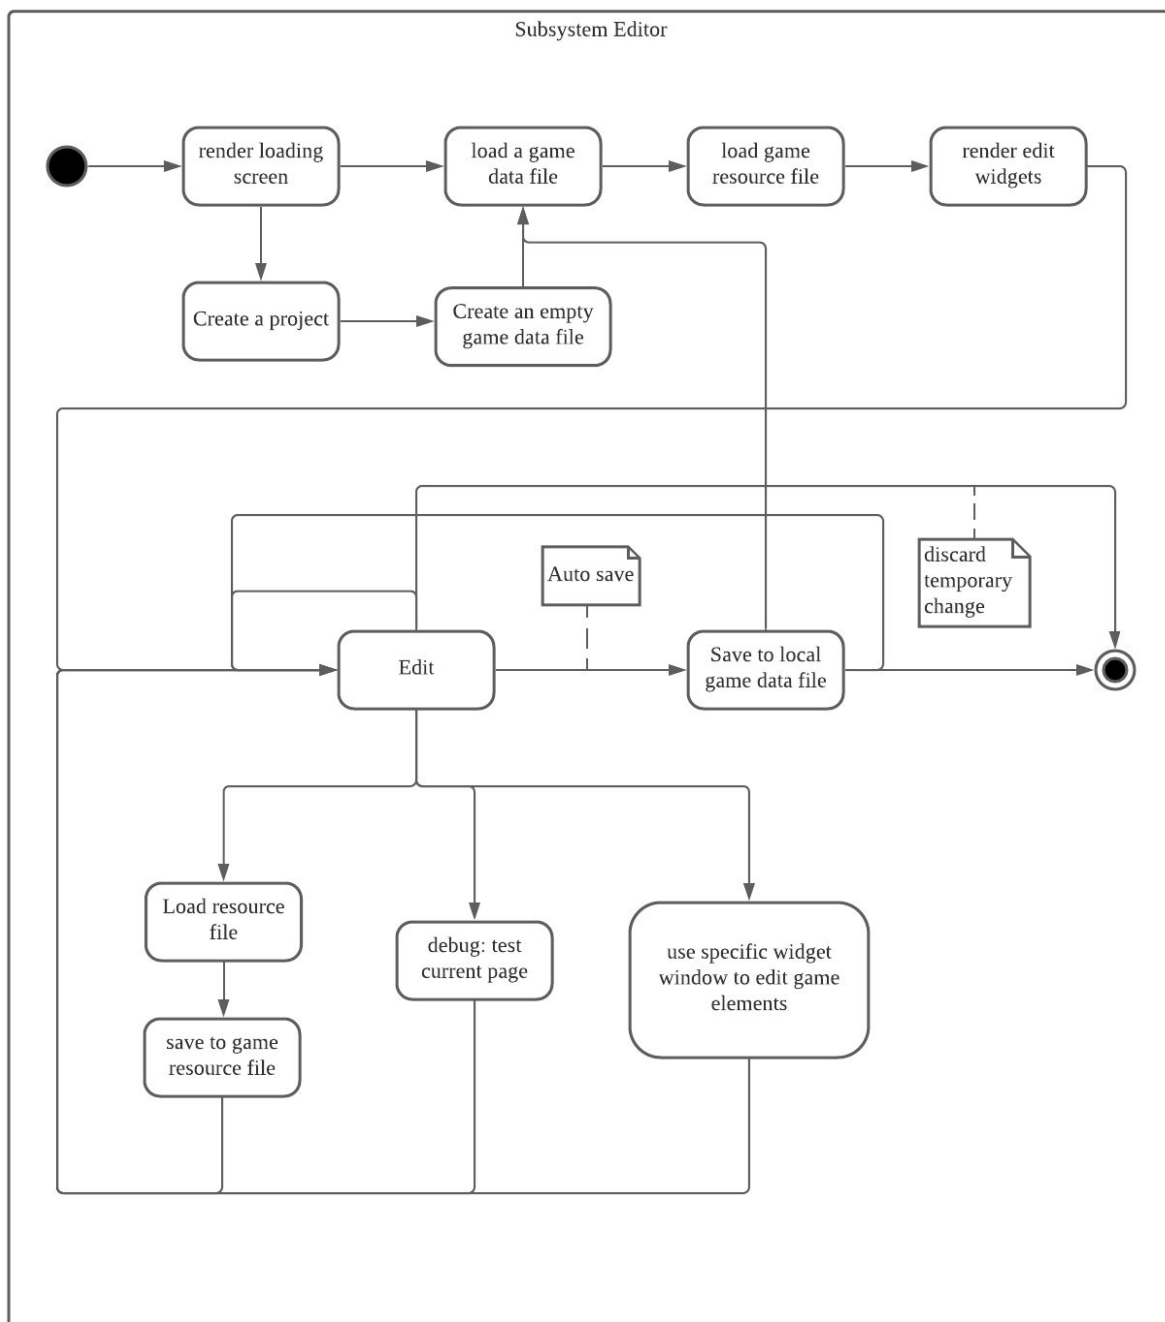 Subsystem Editor
render loading
screen
load a game
data file
load game
resource file
render edit
widgets
Create a project
Create an empty
game data file
Auto save
discard
temporary
change
Edit
Save to local
game data file
Load resource
file
debug: test
current page
use specific widget
window to edit game
elements
save to game
resource file